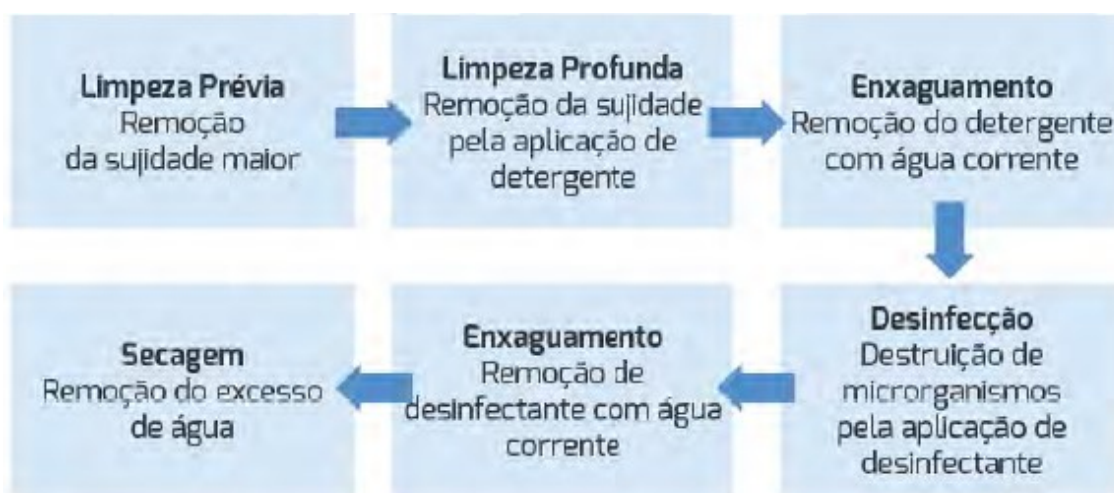 Limpeza Prévia
Remoção
da sujidade maior
Limpeza Profunda
Remoção da sujidade
pela aplicação de
detergente
Enxaguamento
Remoção do detergente
com água corrente
Desinfecção
Destruição de
microrganismos
pela aplicação de
desinfectante
Enxaguamento
Remoção de
desinfectante com água
corrente
Secagem
Remoção do excesso
de água